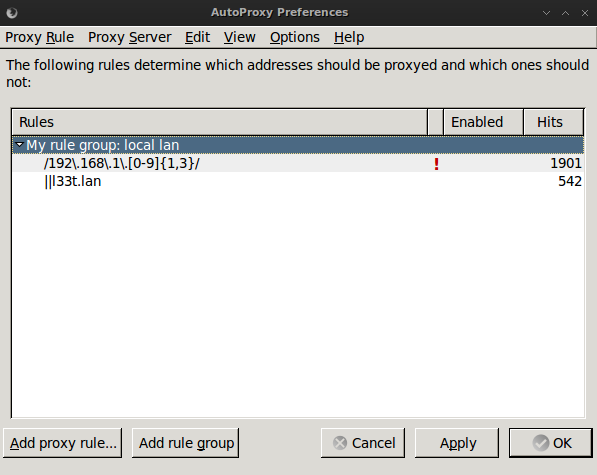 AutoProxy Preferences
Proxy Rule Proxy Server Edit View Options Help
The following rules determine which addresses should be proxyed and which ones should
not:
Rules Enabled Hits
My rule group: local lan
/192\.168\.1\.[0-9]{1,3}/ ! 1901
||l33t.lan 542
Add proxy rule... Add rule group Cancel Apply OK